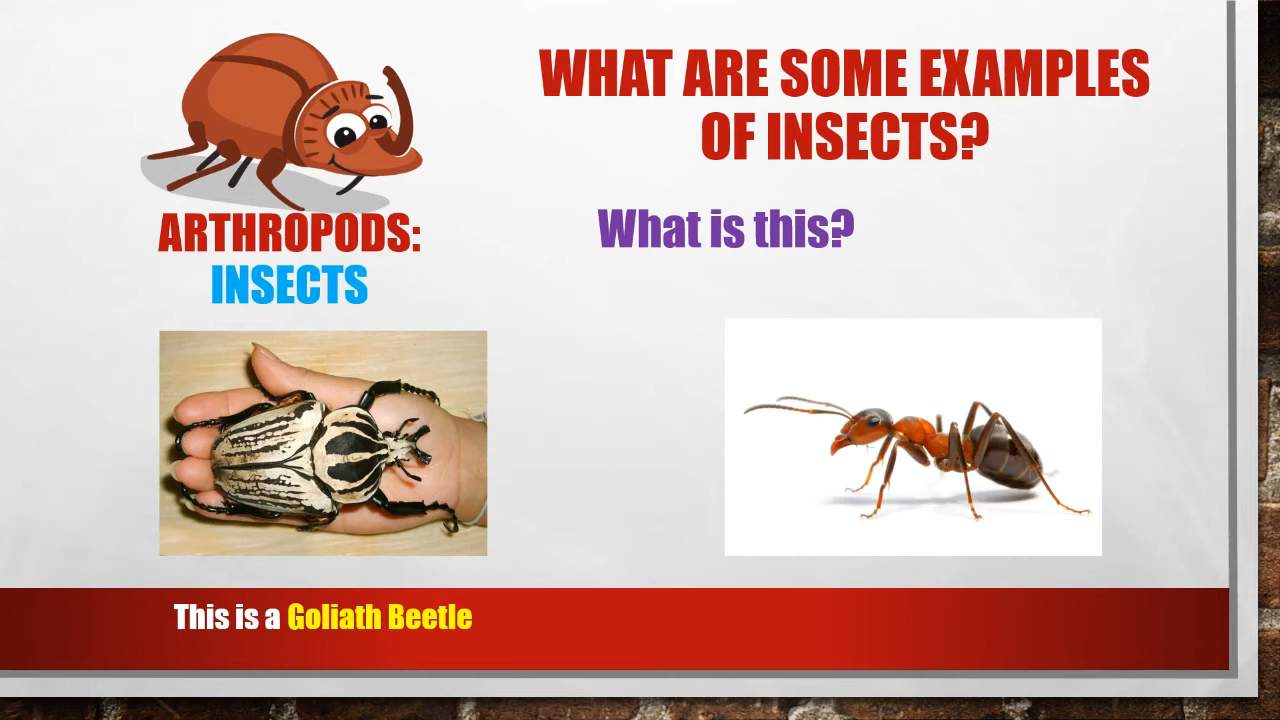 WHAT ARE SOME EXAMPLES
OF INSECTS?
ARTHROPODS:
INSECTS
What is this?
This is a Goliath Beetle